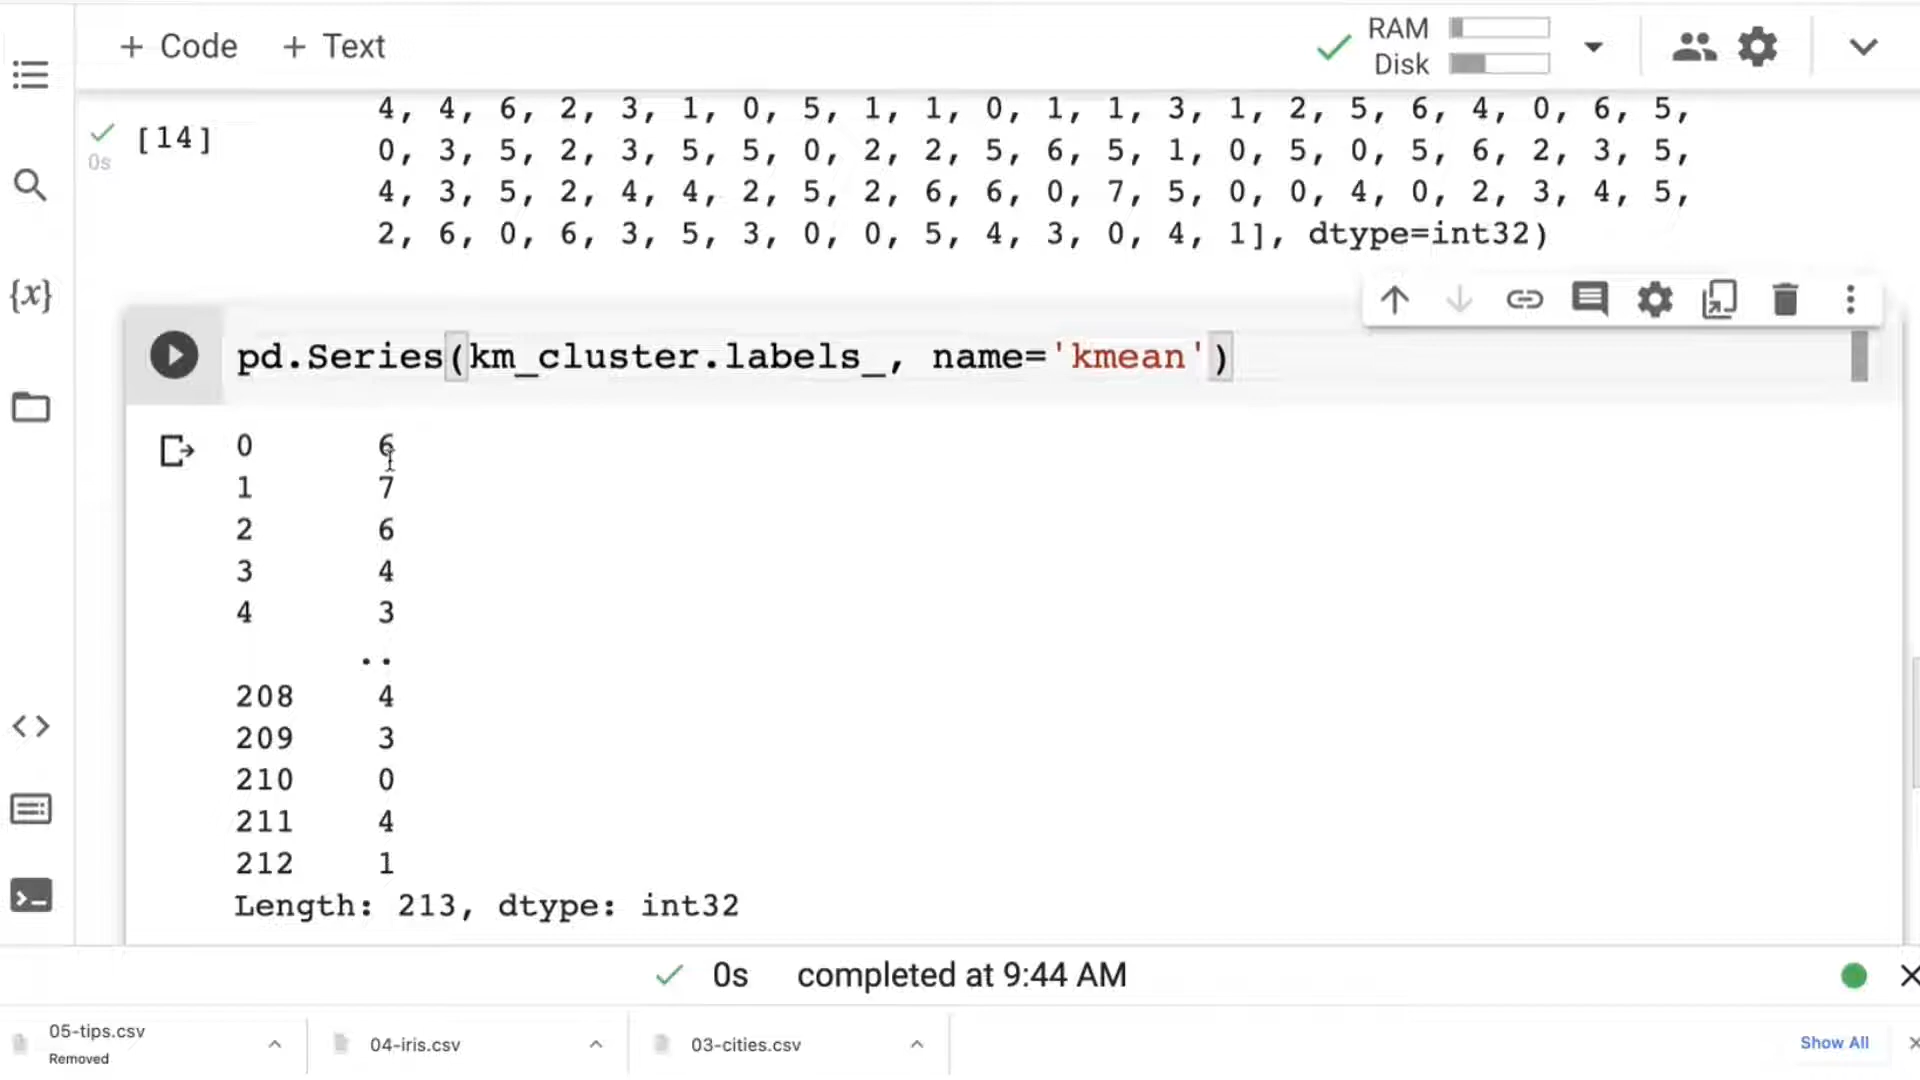 + Code + Text
RAM
Disk
[14]
0s
4, 4, 6, 2, 3, 1, 0, 5, 1, 1, 0, 1, 1, 3, 1, 2, 5, 6, 4, 0, 6, 5,
0, 3, 5, 2, 3, 5, 5, 0, 2, 2, 5, 6, 5, 1, 0, 5, 0, 5, 6, 2, 3, 5,
4, 3, 5, 2, 4, 4, 2, 5, 2, 6, 6, 0, 7, 5, 0, 0, 4, 0, 2, 3, 4, 5,
2, 6, 0, 6, 3, 5, 3, 0, 0, 5, 4, 3, 0, 4, 1], dtype=int32)
{x}
pd.Series(km_cluster.labels_, name='kmean')
0 6
1 7
2 6
3 4
4 3
..
208 4
209 3
210 0
211 4
212 1
Length: 213, dtype: int32
0s completed at 9:44 AM
05-tips.csv
Removed
04-iris.csv
03-cities.csv
Show All